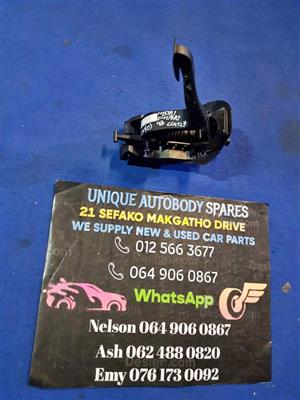 UNIQUE AUTOBODY SPARES
21 SEFAKO MAKGATHO DRIVE
WE SUPPLY NEW & USED CAR PARTS
012 566 3677
064 906 0867
WhatsApp
Nelson 064 906 0867
Ash 062 488 0820
Emy 076 173 0092